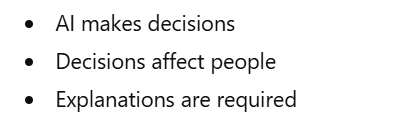 • AI makes decisions
• Decisions affect people
• Explanations are required